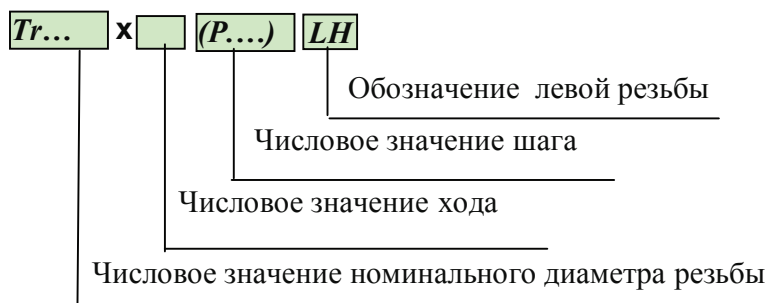 Tr... x (P....) LH
Обозначение левой резьбы
Числовое значение шага
Числовое значение хода
Числовое значение номинального диаметра резьбы